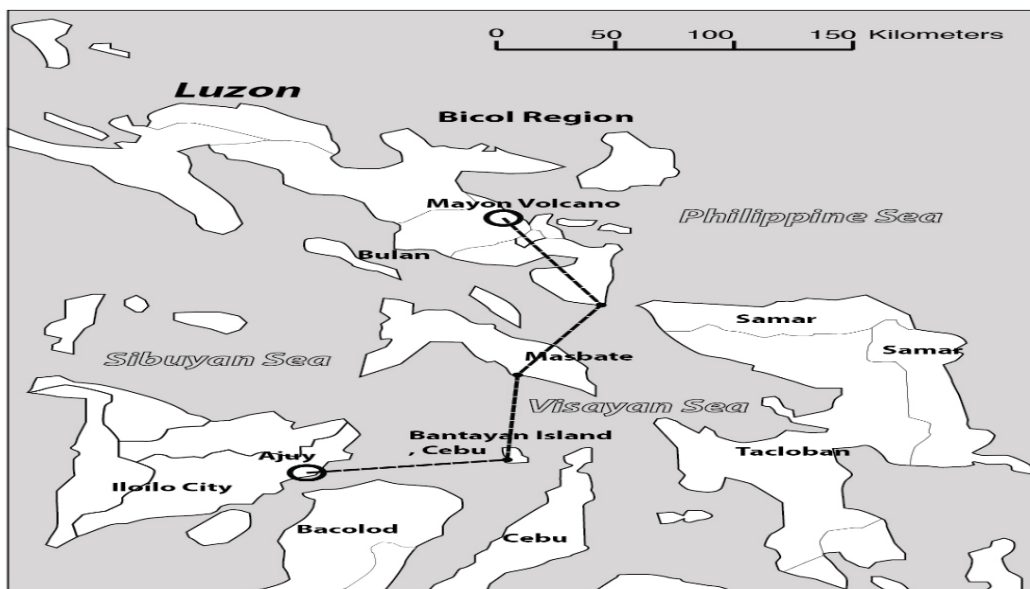 0 50 100 150 Kilometers
Luzon
Bicol Region
Mayon Volcano
Philippine Sea
Bulan
Samar
Sibuyan Sea
Masbate
Samar
Visayan Sea
Bantayan Island
, Cebu
Ajuy
Tacloban
Iloilo City
Bacolod
Cebu